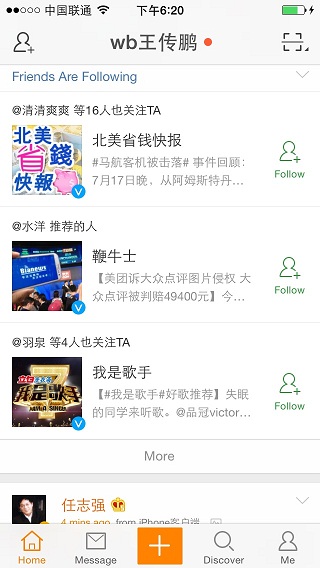 中国联通 下午6:20
wb王传鹏
Friends Are Following
@清清爽爽 等16人也关注TA
北美
省錢
快報
北美省钱快报
#马航客机被击落# 事件回顾：
7月17日晚，从阿姆斯特丹...
Follow
@水洋 推荐的人
Bianews
鞭牛士
【美团诉大众点评图片侵权 大
众点评被判赔49400元】今...
Follow
@羽泉 等4人也关注TA
我是歌手
我是歌手
【#我是歌手#好歌推荐】失眠
的同学来听歌。@品冠victor...
Follow
More
任志强
4 mins ago from iPhone客户端
Home
Message
Discover
Me